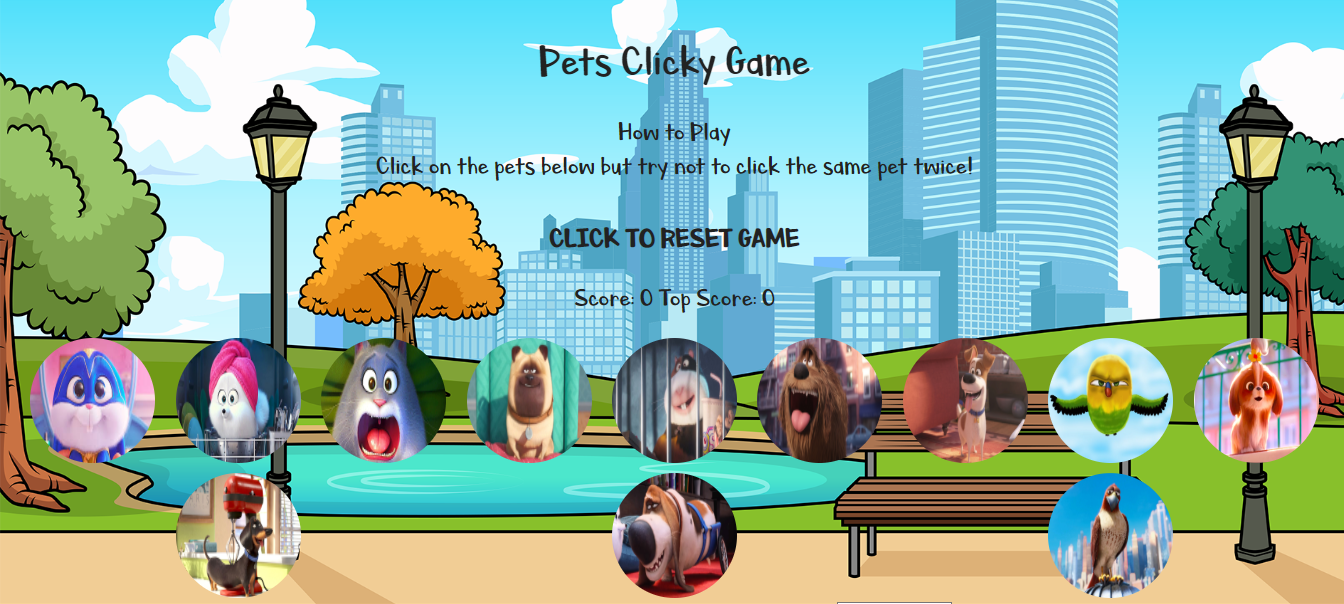 Pets Clicky Game
How to Play
Click on the pets below but try not to click the same pet twice!
CLICK TO RESET GAME
Score: 0 Top Score: 0